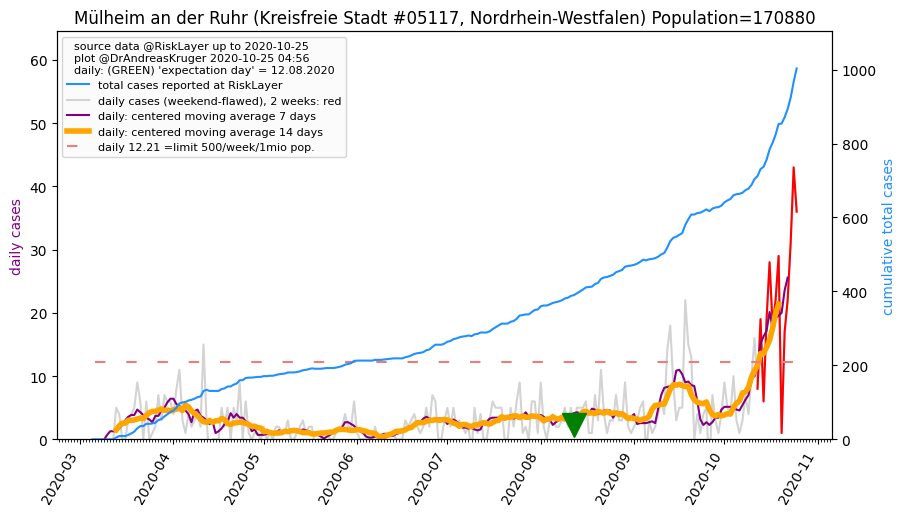 Mülheim an der Ruhr (Kreisfreie Stadt #05117, Nordrhein-Westfalen) Population=170880
source data @RiskLayer up to 2020-10-25
plot @DrAndreasKruger 2020-10-25 04:56
daily: (GREEN) 'expectation day' = 12.08.2020
total cases reported at RiskLayer
daily cases (weekend-flawed), 2 weeks: red
daily: centered moving average 7 days
daily: centered moving average 14 days
daily 12.21 =limit 500/week/1mio pop.
daily cases
60
50
40
30
20
10
0
cumulative total cases
1000
800
600
400
200
0
2020-03
2020-04
2020-05
2020-06
2020-07
2020-08
2020-09
2020-10
2020-11